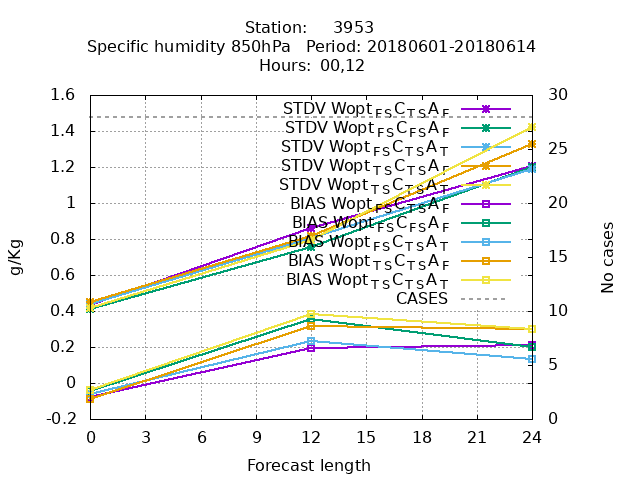 Station: 3953
Specific humidity 850hPa Period: 20180601-20180614
Hours: 00,12
1.6
1.4
1.2
1
0.8
0.6
0.4
0.2
0
-0.2
g/Kg
30
25
20
15
10
5
0
No cases
STDV Wopt_FS C_TS A_F
STDV Wopt_FS C_FS A_F
STDV Wopt_FS C_TS A_T
STDV Wopt_TS C_TS A_F
STDV Wopt_TS C_TS A_T
BIAS Wopt_FS C_TS A_F
BIAS Wopt_FS C_FS A_F
BIAS Wopt_FS C_TS A_T
BIAS Wopt_TS C_TS A_F
BIAS Wopt_TS C_TS A_T
CASES
0 3 6 9 12 15 18 21 24
Forecast length